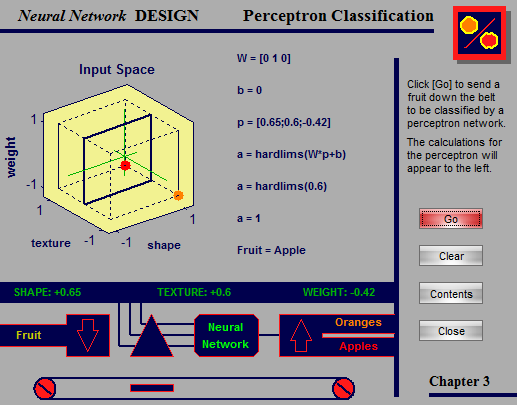 Neural Network DESIGN Perceptron Classification
Input Space
weight
1
-1
1
texture
-1
-1
shape
1
W = [0 1 0]
b = 0
p = [0.65;0.6;-0.42]
a = hardlims(W*p+b)
a = hardlims(0.6)
a = 1
Fruit = Apple
Click [Go] to send a
fruit down the belt
to be classified by a
perceptron network.
The calculations for
the perceptron will
appear to the left.
Go
Clear
Contents
Close
SHAPE: +0.65 TEXTURE: +0.6 WEIGHT: -0.42
Fruit
Neural
Network
Oranges
Apples
Chapter 3